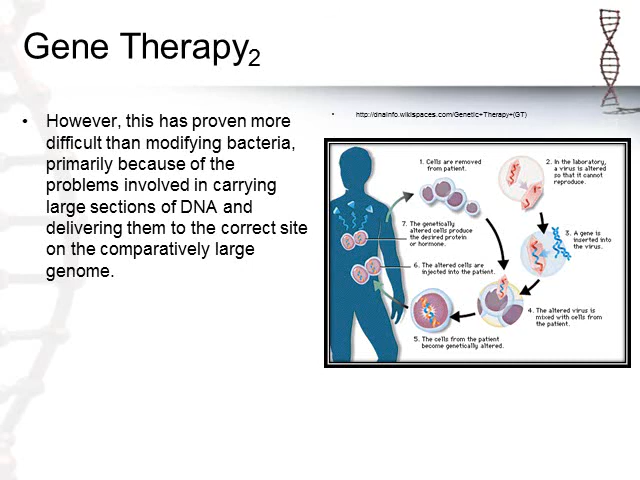 Gene Therapy2
• However, this has proven more
difficult than modifying bacteria,
primarily because of the
problems involved in carrying
large sections of DNA and
delivering them to the correct site
on the comparatively large
genome.
• http://dnainfo.wikispaces.com/Genetic+Therapy+(GT)
1. Cells are removed
from patient.
2. In the laboratory,
a virus is altered
so that it cannot
reproduce.
3. A gene is
inserted into
the virus.
4. The altered virus is
mixed with cells from
the patient.
5. The cells from the patient
become genetically altered.
6. The altered cells are
injected into the patient.
7. The genetically
altered cells produce
the desired protein
or hormone.